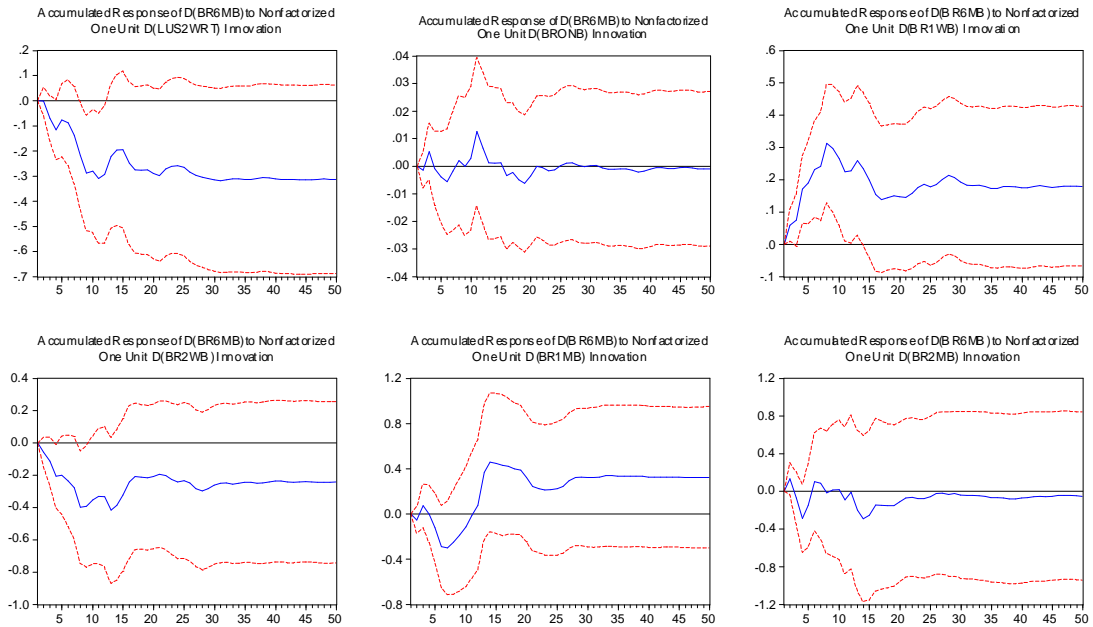 Accumulated Response of D(BR6MB) to Nonfactorized
One Unit D(LUS2WRT) Innovation
.2
.1
.0
-.1
-.2
-.3
-.4
-.5
-.6
-.7
5 10 15 20 25 30 35 40 45 50
Accumulated Response of D(BR6MB) to Nonfactorized
One Unit D(BRONB) Innovation
.04
.03
.02
.01
.00
-.01
-.02
-.03
-.04
5 10 15 20 25 30 35 40 45 50
Accumulated Response of D(BR6MB) to Nonfactorized
One Unit D(BR1WB) Innovation
.6
.5
.4
.3
.2
.1
.0
-.1
5 10 15 20 25 30 35 40 45 50
Accumulated Response of D(BR6MB) to Nonfactorized
One Unit D(BR2WB) Innovation
0.4
0.2
0.0
-0.2
-0.4
-0.6
-0.8
-1.0
5 10 15 20 25 30 35 40 45 50
Accumulated Response of D(BR6MB) to Nonfactorized
One Unit D(BR1MB) Innovation
1.2
0.8
0.4
0.0
-0.4
-0.8
5 10 15 20 25 30 35 40 45 50
Accumulated Response of D(BR6MB) to Nonfactorized
One Unit D(BR2MB) Innovation
1.2
0.8
0.4
0.0
-0.4
-0.8
-1.2
5 10 15 20 25 30 35 40 45 50